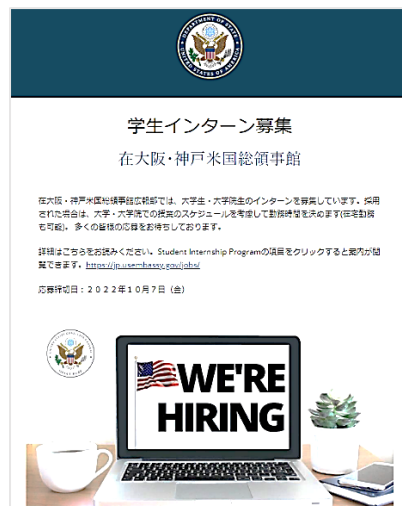 DEPARTMENT OF STATE
UNITED STATES OF AMERICA
学生インターン募集
在大阪・神戸米国総領事館
在大阪・神戸米国総領事館広報部では、大学生・大学院生のインターンを募集しています。採用
された場合は、大学・大学院での授業のスケジュールを考慮して勤務時間を決めます(在宅勤務
も可能)。多くの皆様の応募をお待ちしております。
詳細はこちらをお読みください。Student Internship Programの項目をクリックすると案内が閲
覧できます。https://jp.usembassy.gov/jobs/
応募締切日：２０２２年１０月７日（金）
WE'RE
HIRING